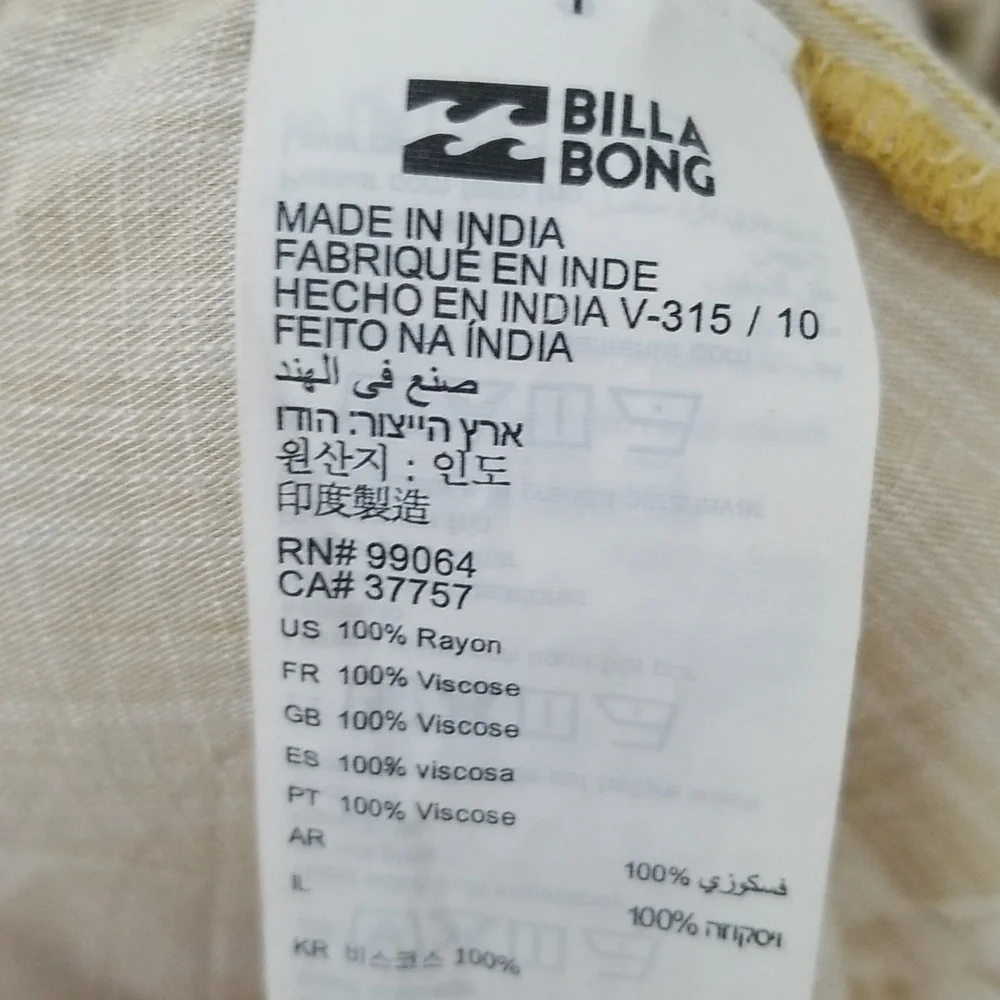 BILLA
BONG
MADE IN INDIA
FABRIQUÉ EN INDE
HECHO EN INDIA V-315 / 10
FEITO NA ÍNDIA
صنع في الهند
ארץ הייצור: הודו
원산지 : 인도
印度製造
RN# 99064
CA# 37757
US 100% Rayon
FR 100% Viscose
GB 100% Viscose
ES 100% viscosa
PT 100% Viscose
AR 100% فسكوزي
IL 100% ויסקוזה
KR 비스코스 100%